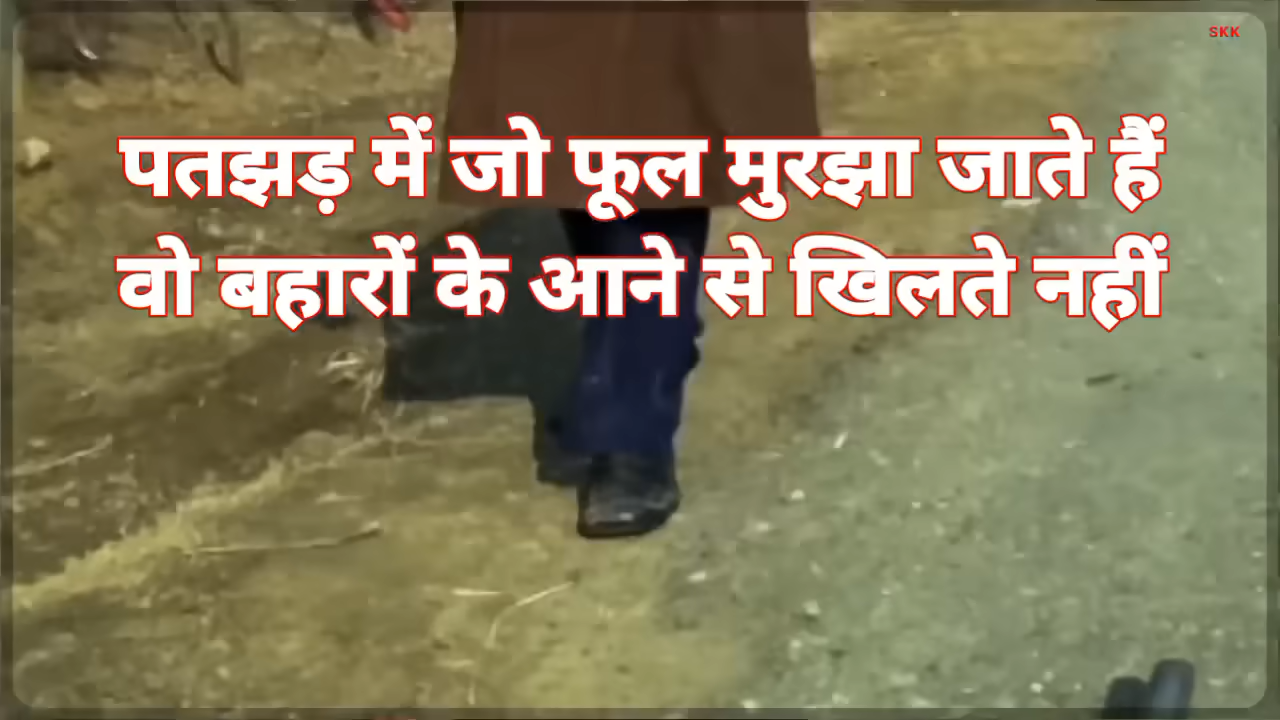 SKK
पतझड़ में जो फूल मुरझा जाते हैं
वो बहारों के आने से खिलते नहीं